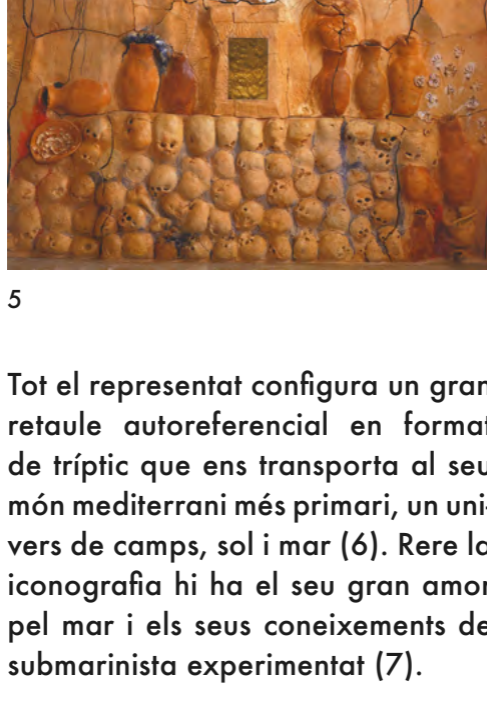 5
Tot el representat configura un gran
retaule autoreferencial en format
de tríptic que ens transporta al seu
món mediterrani més primari, un uni-
vers de camps, sol i mar (6). Rere la
iconografia hi ha el seu gran amor
pel mar i els seus coneixements de
submarinista experimentat (7).